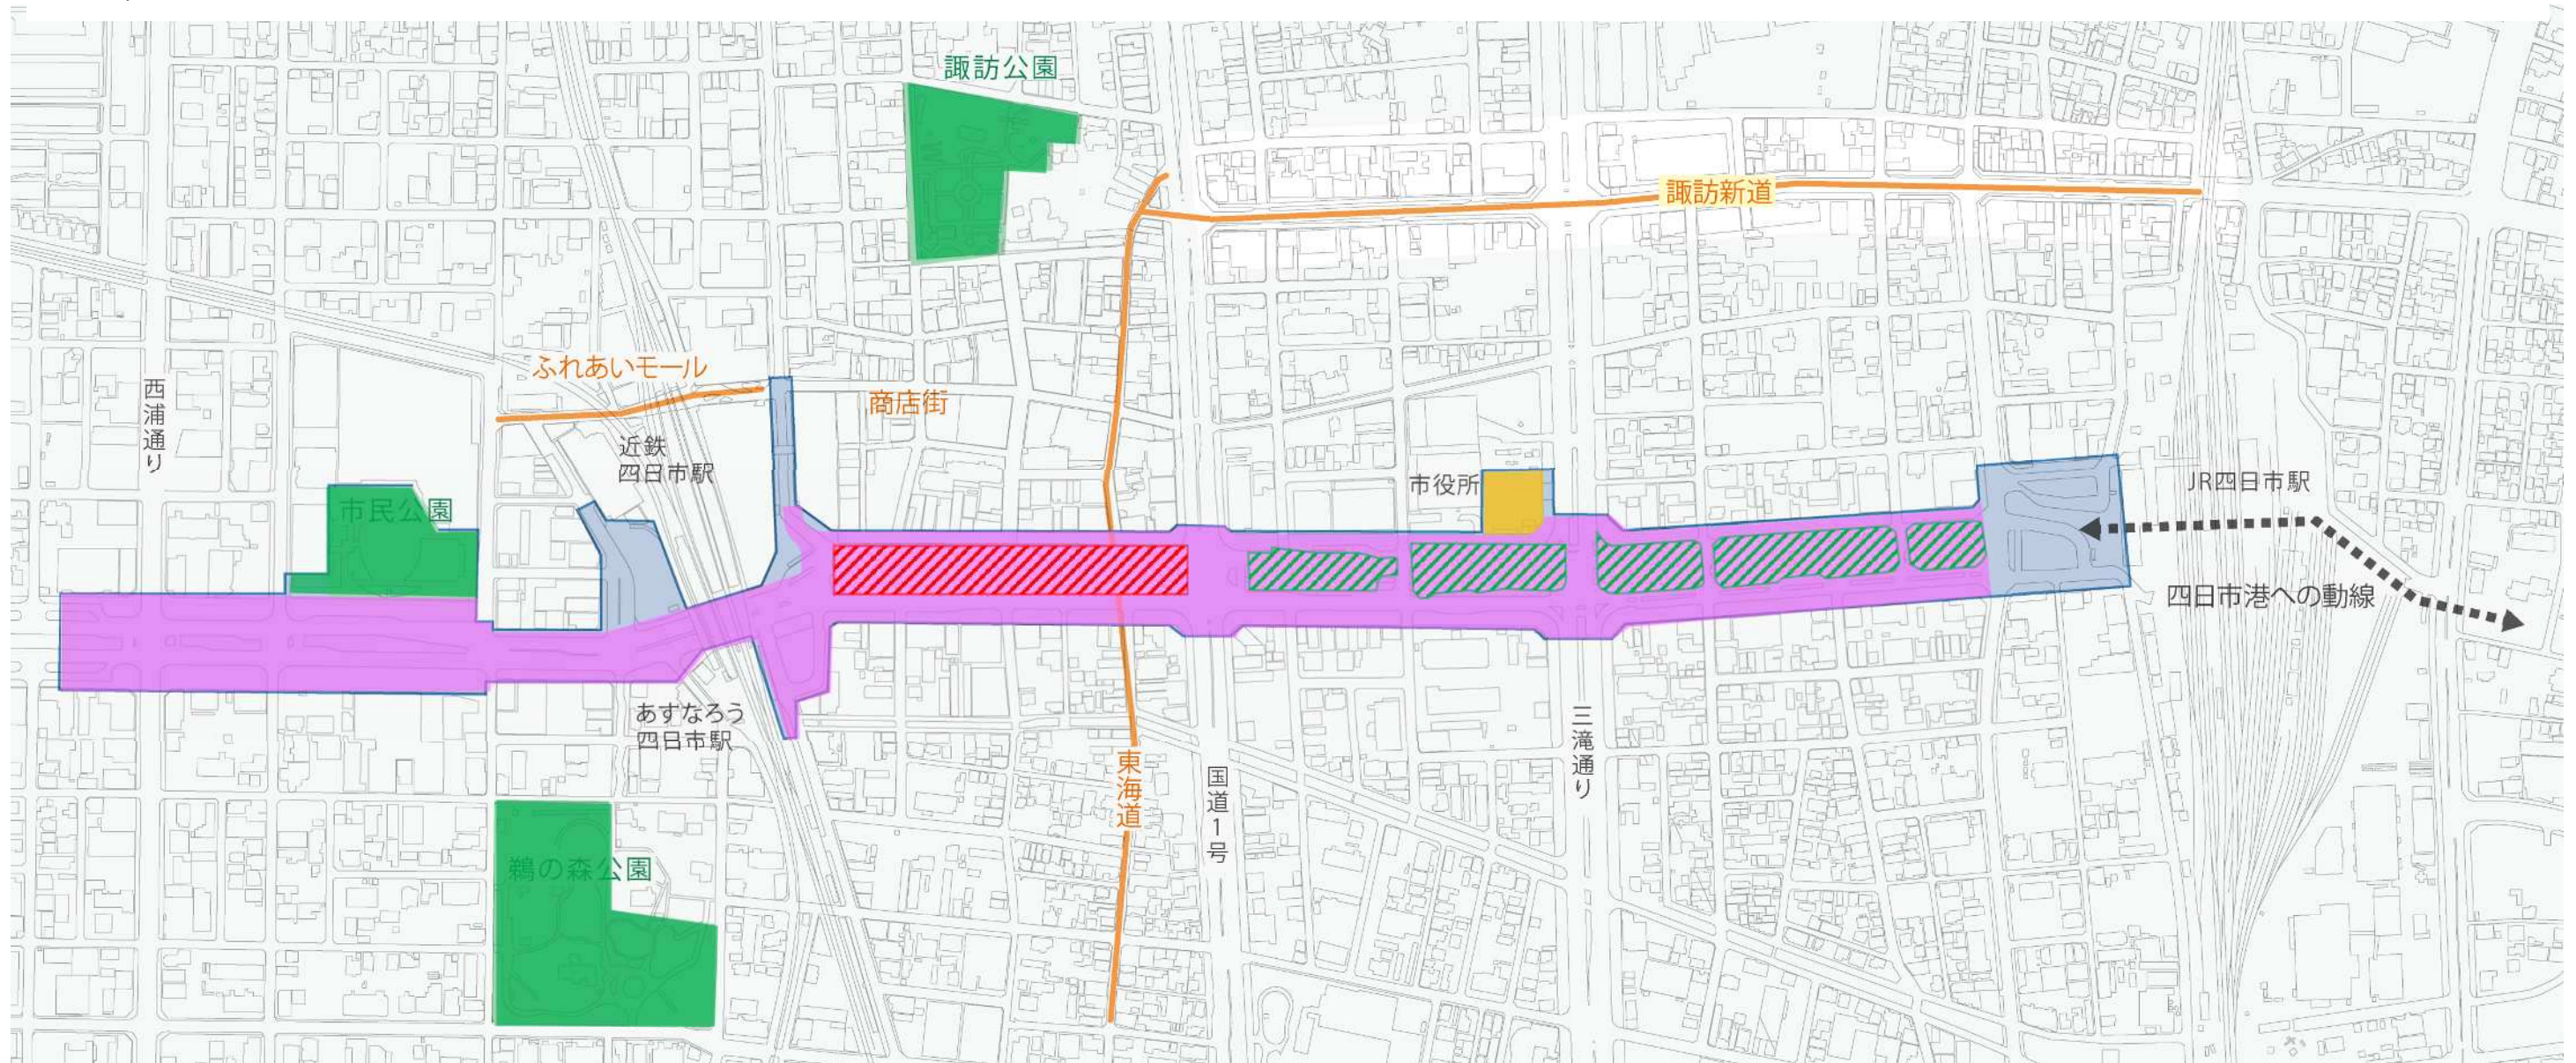 諏訪公園
諏訪新道
ふれあいモール
商店街
西浦通り
近鉄
四日市駅
市民公園
市役所
JR四日市駅
四日市港への動線
あすなろう
四日市駅
東海道
国道1号
三滝通り
鵜の森公園